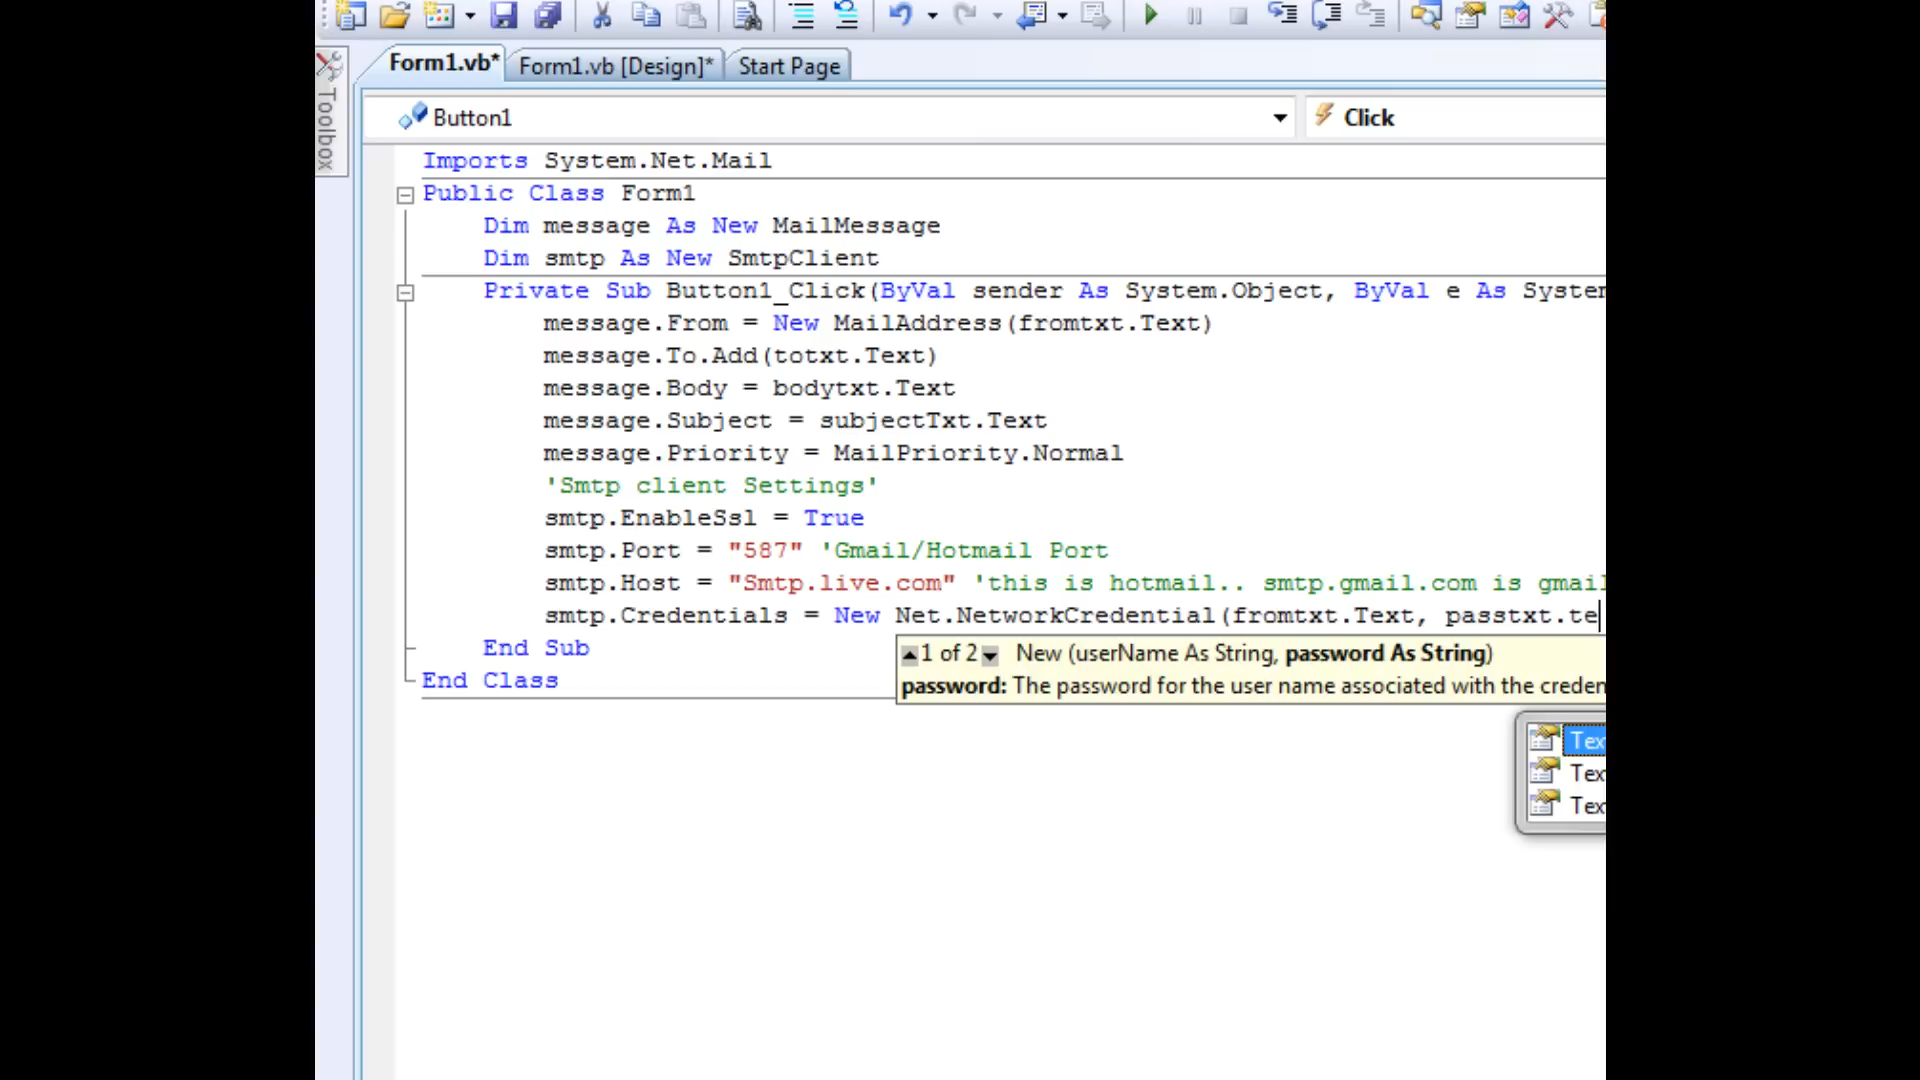 Form1.vb* Form1.vb [Design]* Start Page
Toolbox
Button1 Click
Imports System.Net.Mail
Public Class Form1
Dim message As New MailMessage
Dim smtp As New SmtpClient
Private Sub Button1_Click(ByVal sender As System.Object, ByVal e As System
message.From = New MailAddress(fromtxt.Text)
message.To.Add(totxt.Text)
message.Body = bodytxt.Text
message.Subject = subjectTxt.Text
message.Priority = MailPriority.Normal
'Smtp client Settings'
smtp.EnableSsl = True
smtp.Port = "587" 'Gmail/Hotmail Port
smtp.Host = "Smtp.live.com" 'this is hotmail.. smtp.gmail.com is gmail
smtp.Credentials = New Net.NetworkCredential(fromtxt.Text, passtxt.te
End Sub
1 of 2 New (userName As String, password As String)
End Class
password: The password for the user name associated with the creden
Tex
Tex
Tex